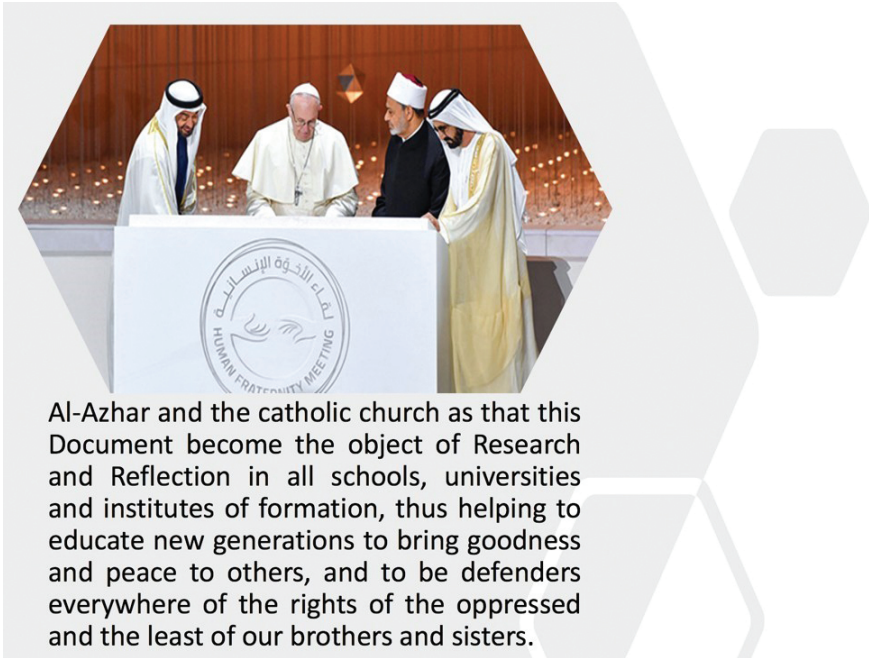 لقاء الأخوّة الإنسانية
HUMAN FRATERNITY MEETING
Al-Azhar and the catholic church as that this
Document become the object of Research
and Reflection in all schools, universities
and institutes of formation, thus helping to
educate new generations to bring goodness
and peace to others, and to be defenders
everywhere of the rights of the oppressed
and the least of our brothers and sisters.